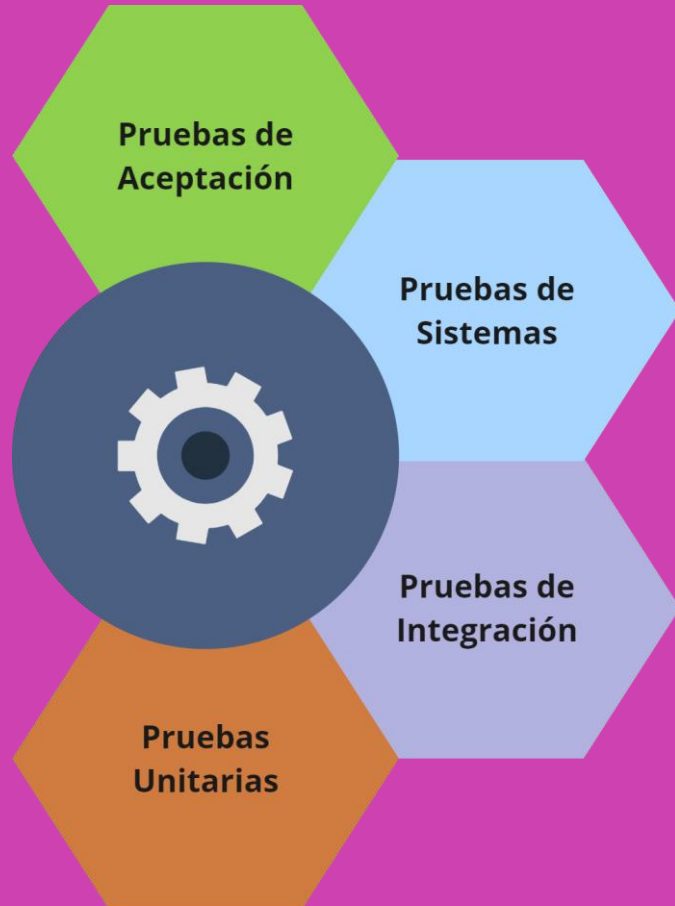 Pruebas de
Aceptación
Pruebas de
Sistemas
Pruebas de
Integración
Pruebas
Unitarias